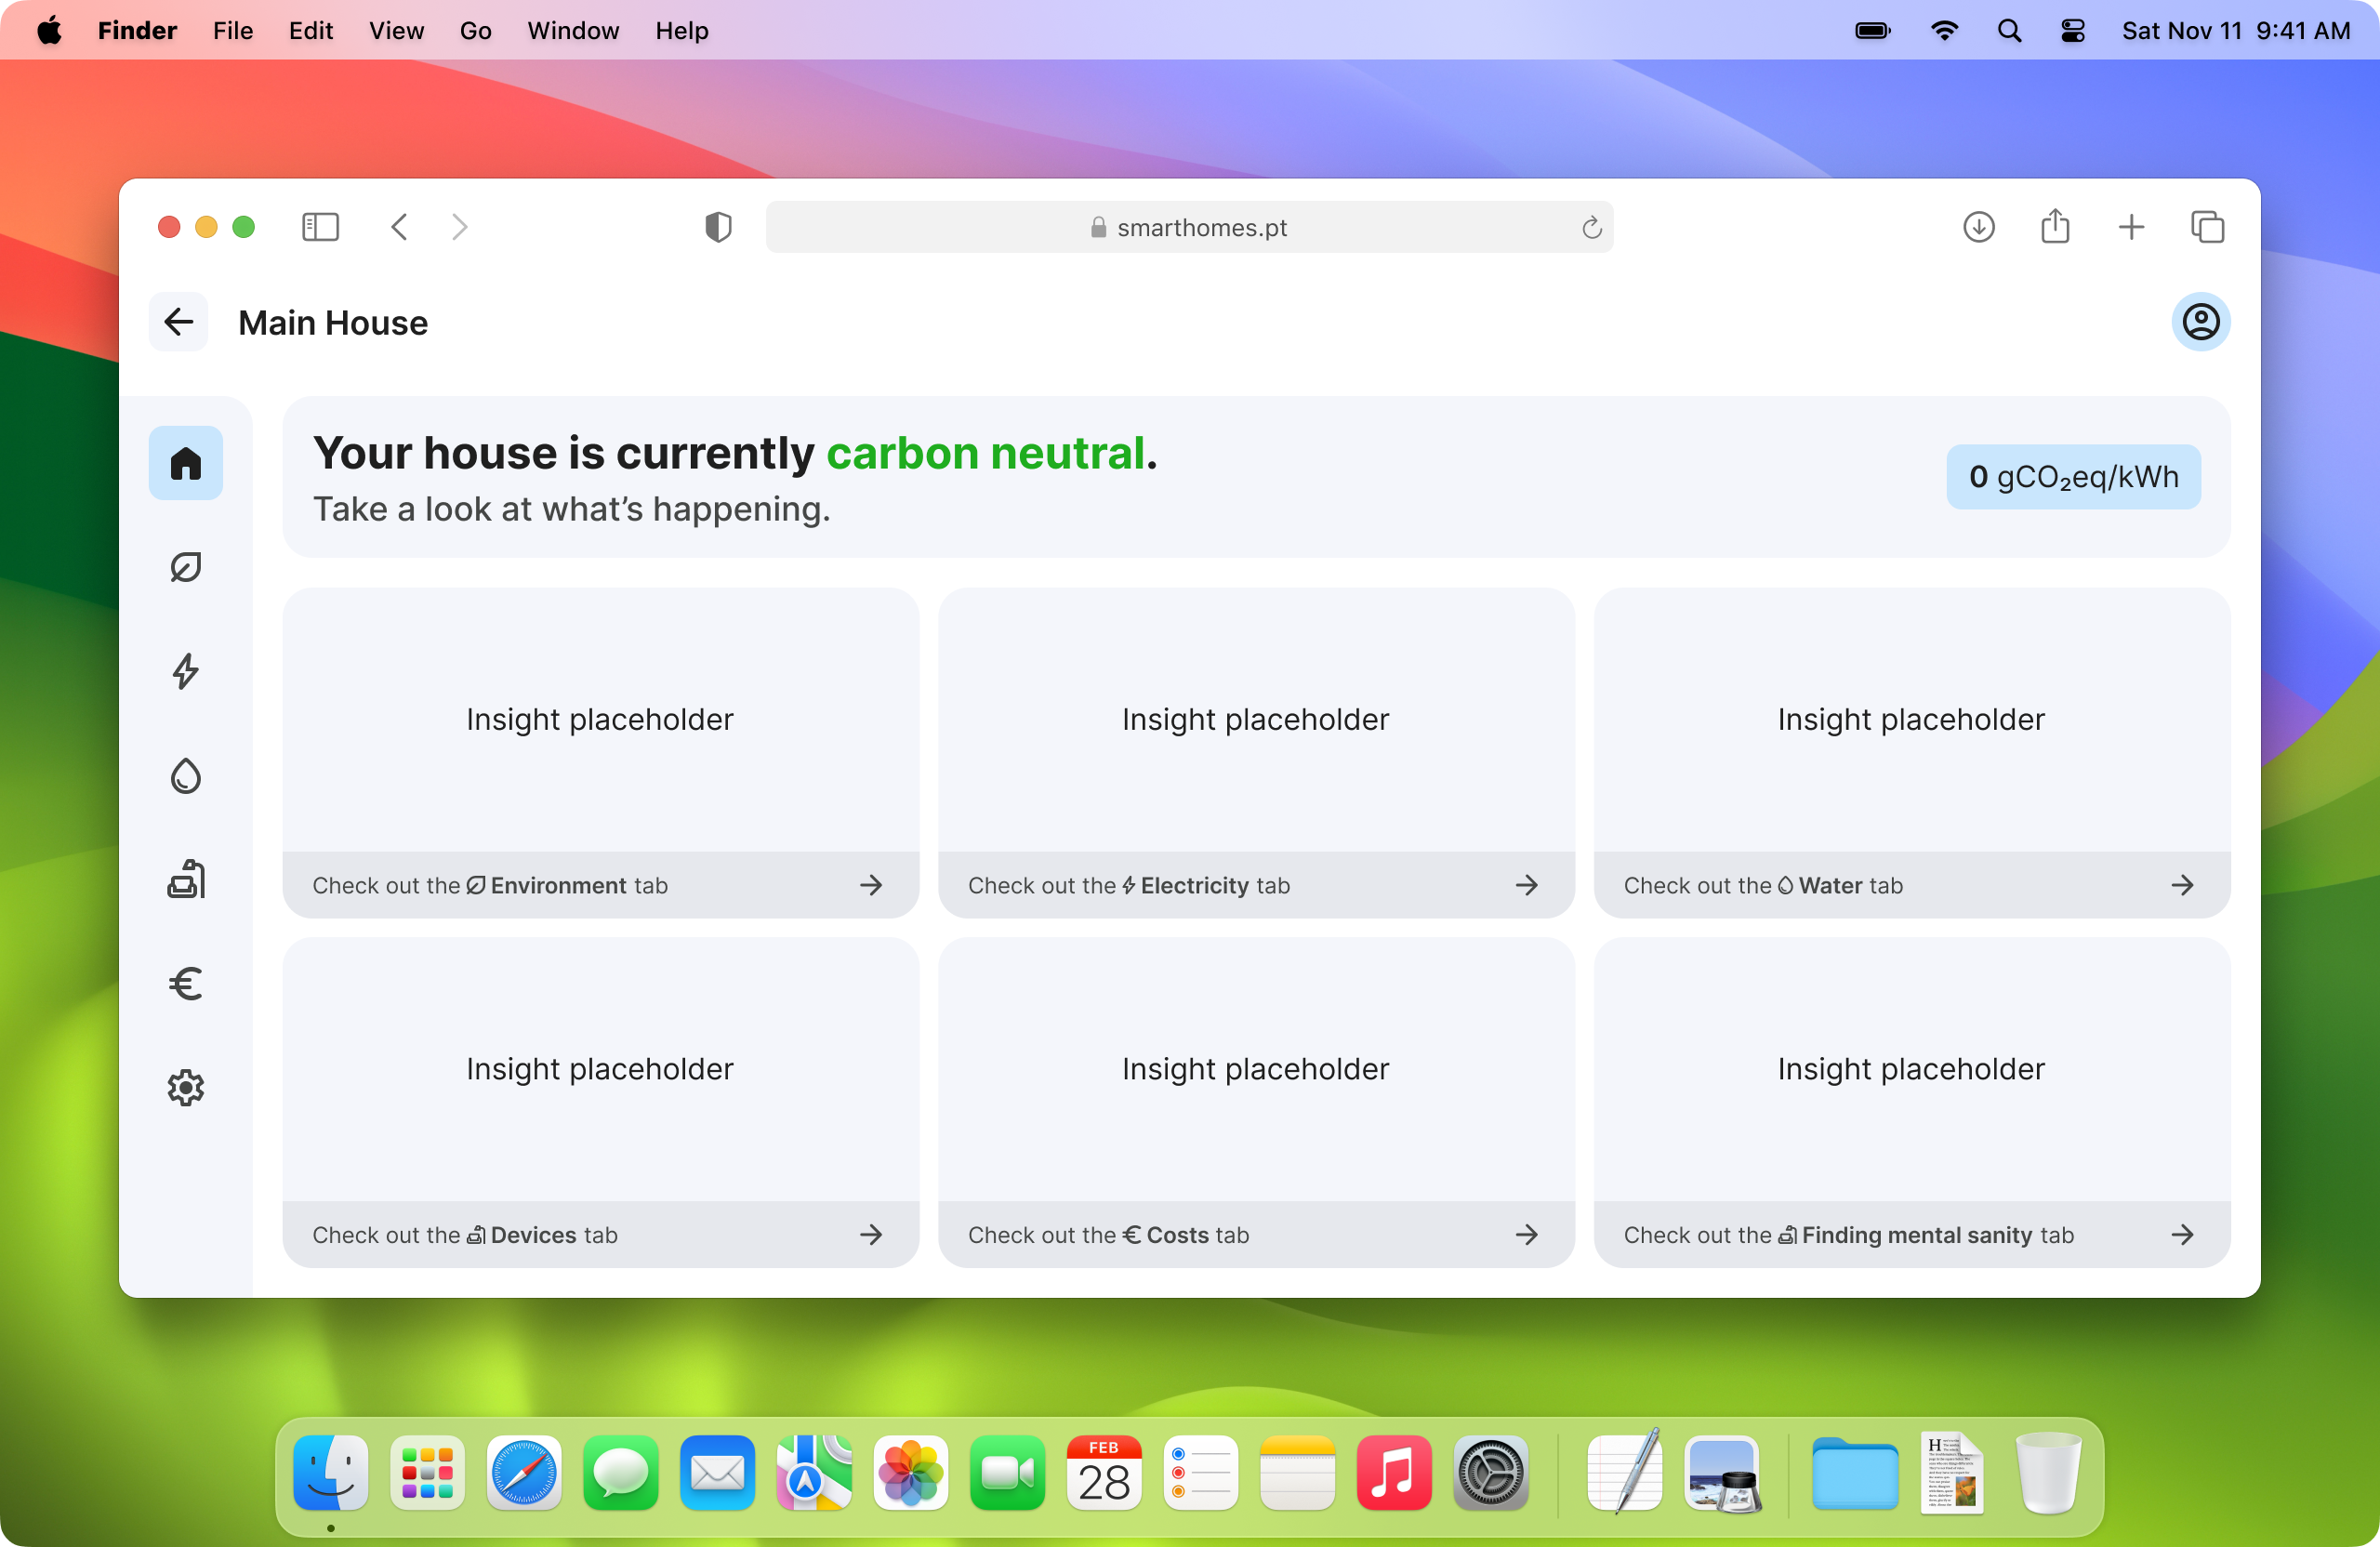 Finder File Edit View Go Window Help Sat Nov 11 9:41 AM
smarthomes.pt
Main House
Your house is currently carbon neutral.
Take a look at what’s happening.
0 gCO₂eq/kWh
Insight placeholder
Insight placeholder
Insight placeholder
Check out the Environment tab
Check out the Electricity tab
Check out the Water tab
Insight placeholder
Insight placeholder
Insight placeholder
Check out the Devices tab
Check out the € Costs tab
Check out the Finding mental sanity tab
FEB
28